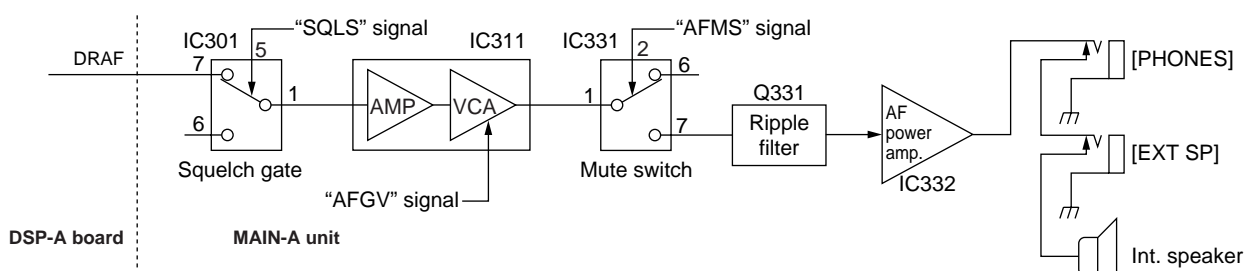 “SQLS” signal
IC301
5
IC311
IC331
“AFMS” signal
2
DRAF
7
1
6
AMP
VCA
1
6
7
Q331
Ripple
filter
AF
power
amp.
IC332
[PHONES]
[EXT SP]
Squelch gate
Mute switch
“AFGV” signal
DSP-A board
MAIN-A unit
Int. speaker